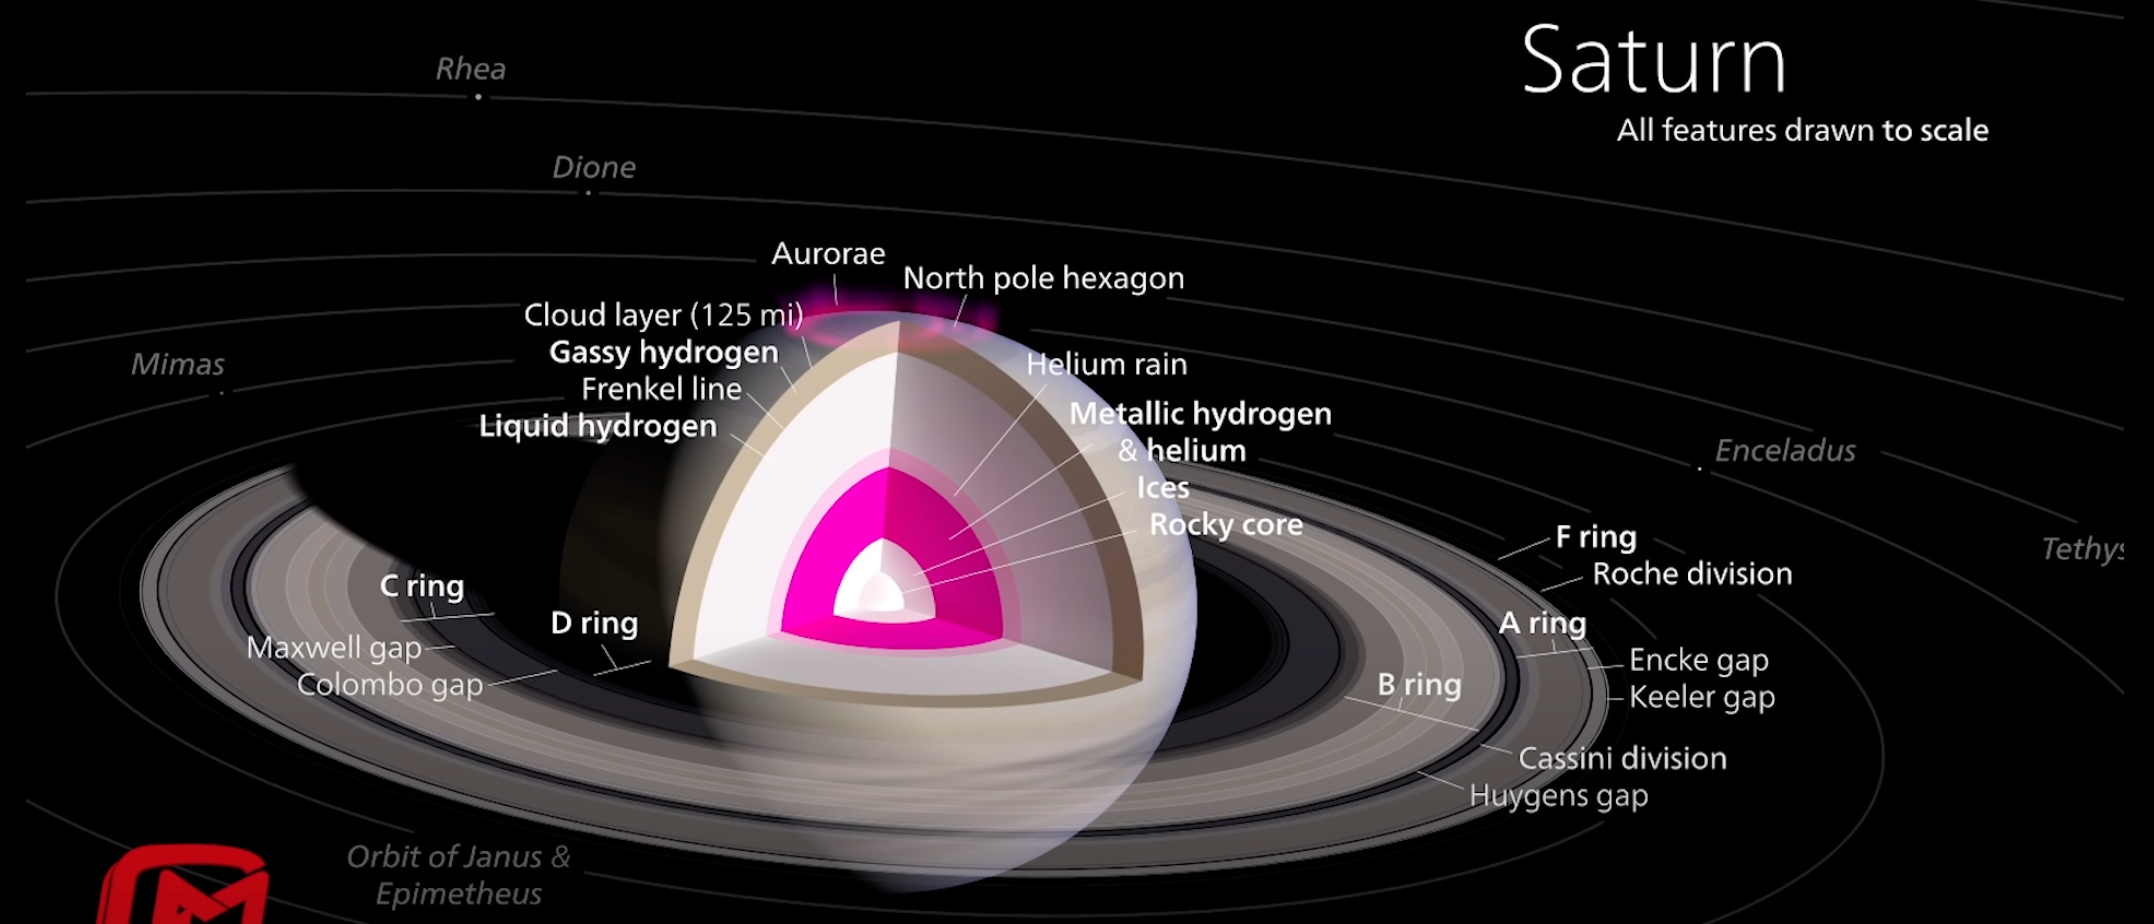 Saturn
All features drawn to scale
Rhea
Dione
Aurorae
North pole hexagon
Cloud layer (125 mi)
Gassy hydrogen
Frenkel line
Liquid hydrogen
Mimas
Helium rain
Metallic hydrogen
& helium
Ices
Rocky core
Enceladus
Tethys
F ring
Roche division
A ring
Encke gap
Keeler gap
B ring
Cassini division
Huygens gap
C ring
D ring
Maxwell gap
Colombo gap
Orbit of Janus &
Epimetheus